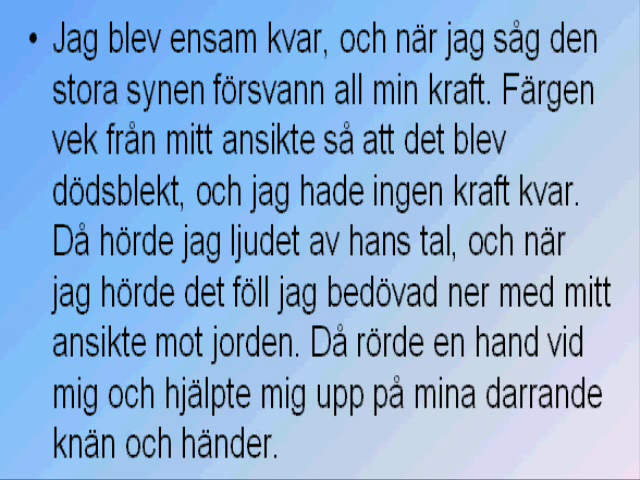 • Jag blev ensam kvar, och när jag såg den
stora synen försvann all min kraft. Färgen
vek från mitt ansikte så att det blev
dödsblekt, och jag hade ingen kraft kvar.
Då hörde jag ljudet av hans tal, och när
jag hörde det föll jag bedövad ner med mitt
ansikte mot jorden. Då rörde en hand vid
mig och hjälpte mig upp på mina darrande
knän och händer.